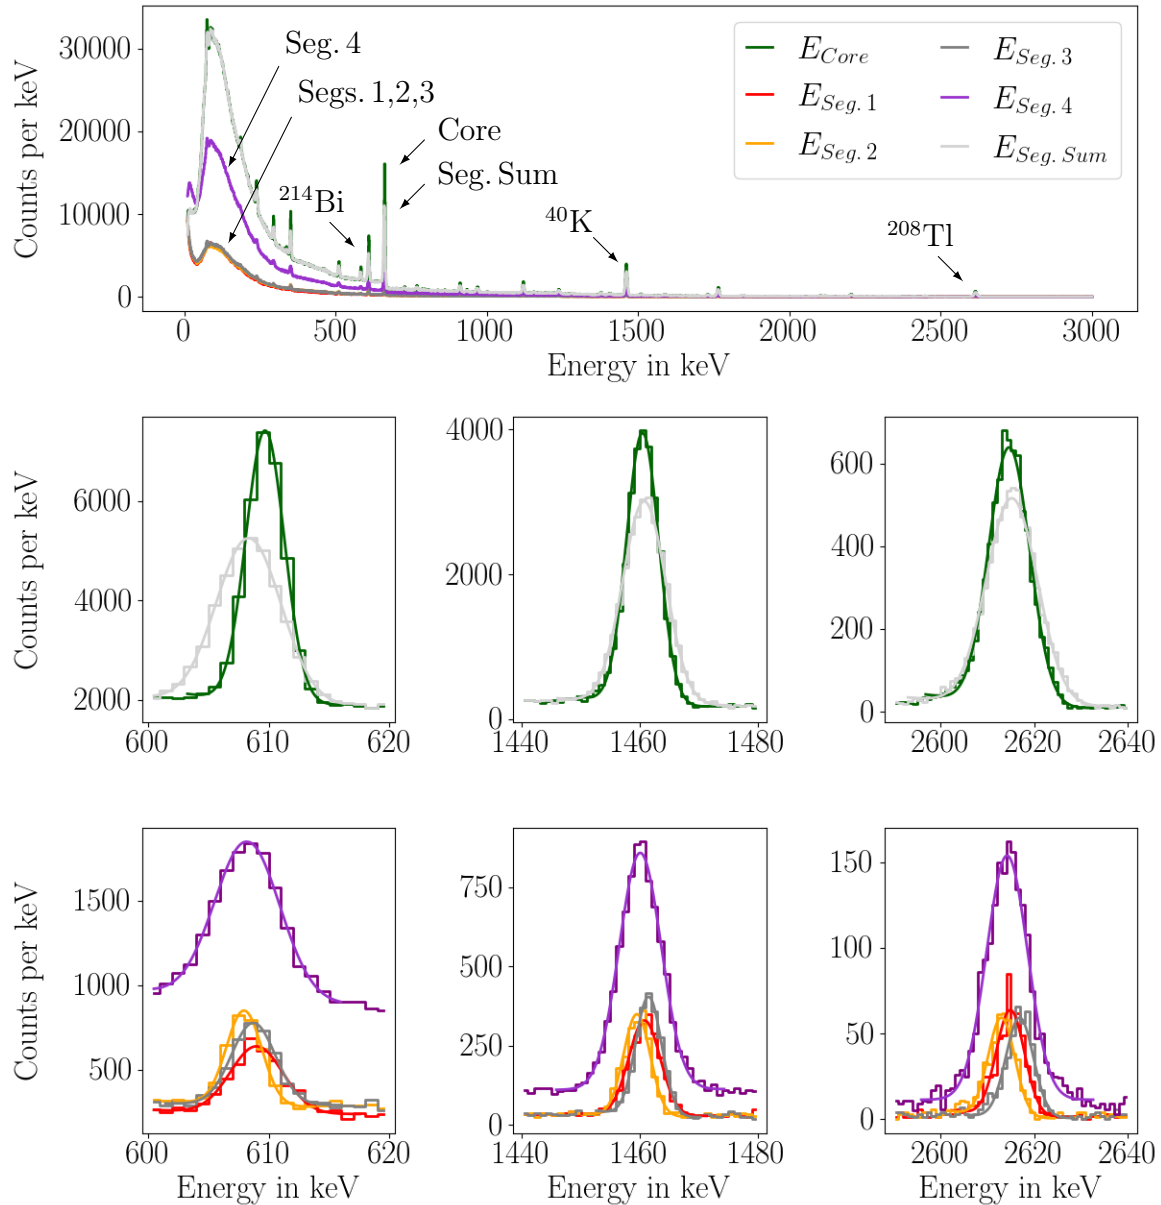 Counts per keV
30000
20000
10000
0
Seg. 4
Segs. 1,2,3
Core
Seg. Sum
²¹⁴Bi
⁴⁰K
²⁰⁸Tl
E_Core
E_Seg. 1
E_Seg. 2
E_Seg. 3
E_Seg. 4
E_Seg. Sum
0 500 1000 1500 2000 2500 3000
Energy in keV
Counts per keV
6000
4000
2000
600 610 620
4000
2000
0
1440 1460 1480
600
400
200
0
2600 2620 2640
Counts per keV
1500
1000
500
600 610 620
Energy in keV
750
500
250
0
1440 1460 1480
Energy in keV
150
100
50
0
2600 2620 2640
Energy in keV